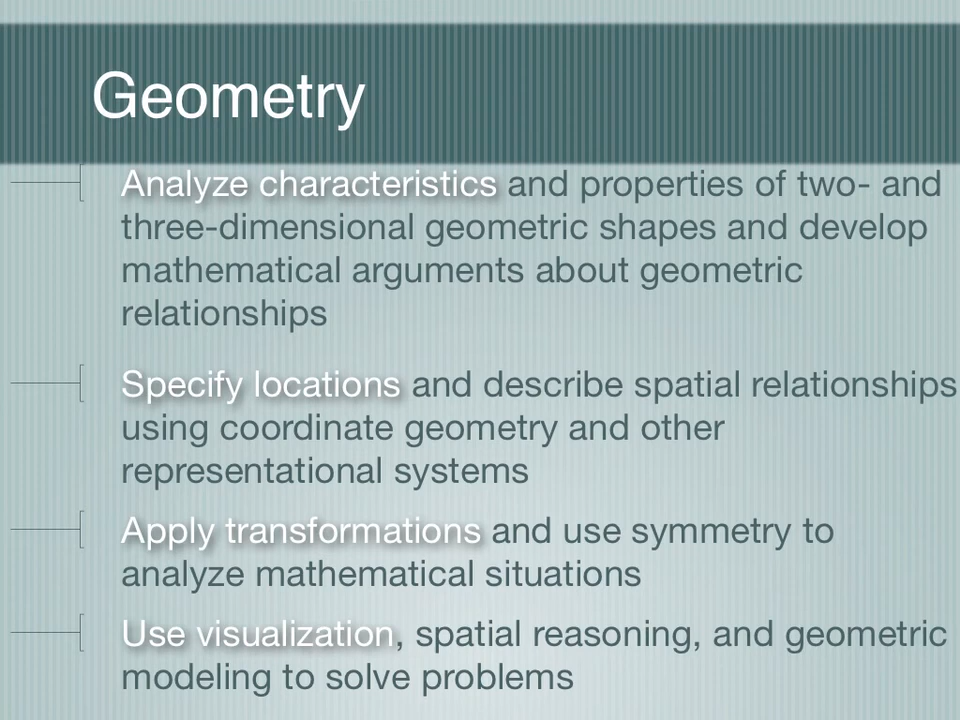 Geometry
Analyze characteristics and properties of two- and
three-dimensional geometric shapes and develop
mathematical arguments about geometric
relationships
Specify locations and describe spatial relationships
using coordinate geometry and other
representational systems
Apply transformations and use symmetry to
analyze mathematical situations
Use visualization, spatial reasoning, and geometric
modeling to solve problems